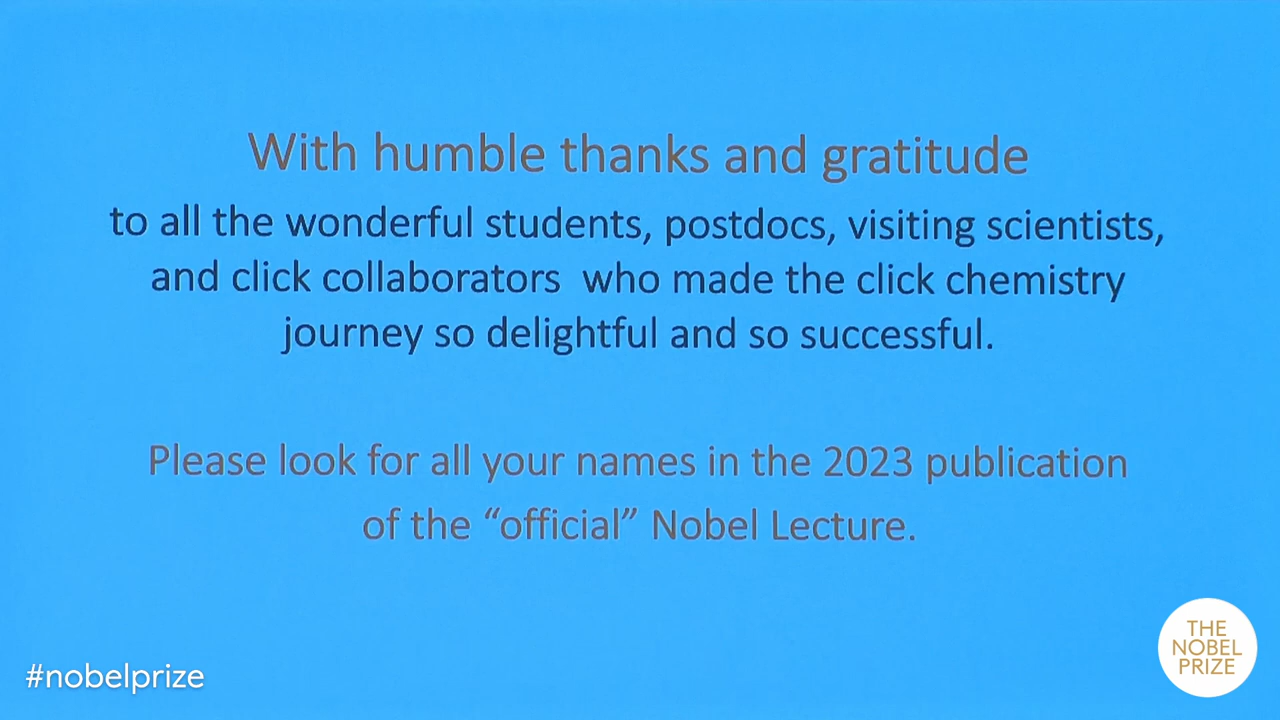 With humble thanks and gratitude
to all the wonderful students, postdocs, visiting scientists,
and click collaborators who made the click chemistry
journey so delightful and so successful.
Please look for all your names in the 2023 publication
of the “official” Nobel Lecture.
#nobelprize
THE
NOBEL
PRIZE